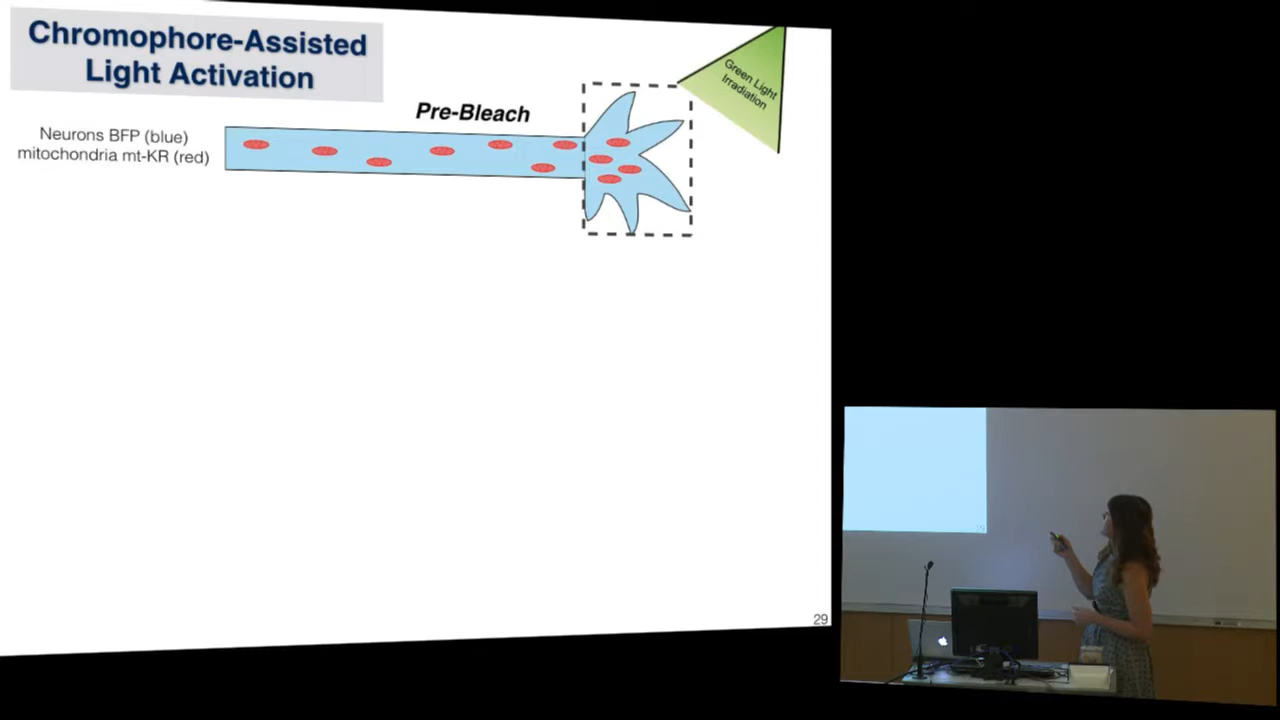 Chromophore-Assisted
Light Activation
Pre-Bleach
Neurons BFP (blue)
mitochondria mt-KR (red)
Green Light
Irradiation
29